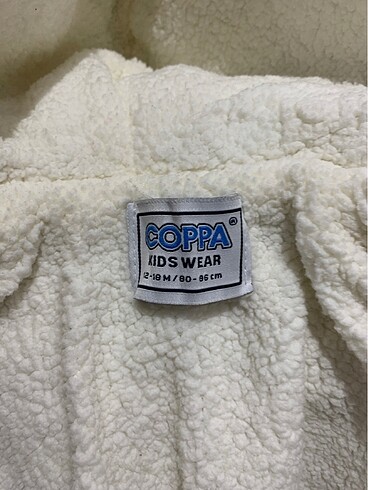 COPPA®
KIDS WEAR
12-18 M / 80-86 cm